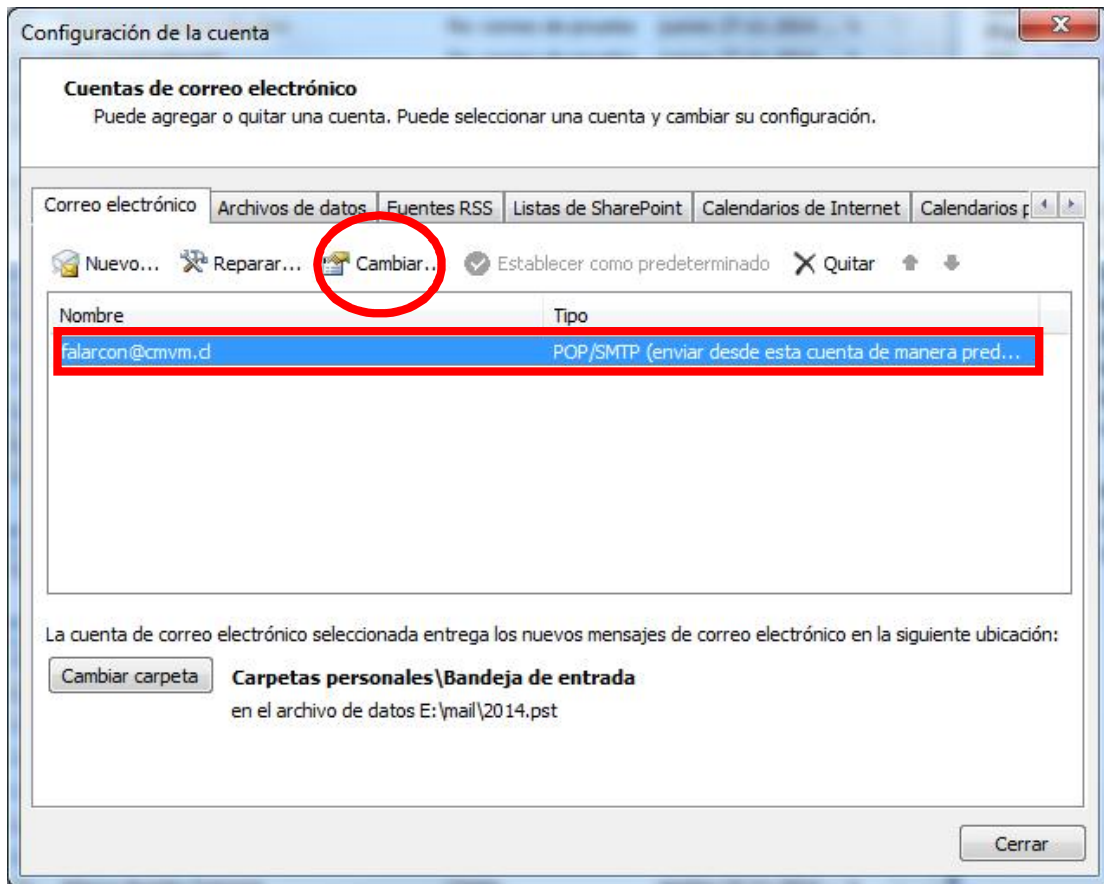 Configuración de la cuenta
Cuentas de correo electrónico
Puede agregar o quitar una cuenta. Puede seleccionar una cuenta y cambiar su configuración.
Correo electrónico Archivos de datos Fuentes RSS Listas de SharePoint Calendarios de Internet Calendarios p
Nuevo... Reparar... Cambiar... Establecer como predeterminado Quitar
Nombre Tipo
falarcon@cmvm.cl POP/SMTP (enviar desde esta cuenta de manera pred...
La cuenta de correo electrónico seleccionada entrega los nuevos mensajes de correo electrónico en la siguiente ubicación:
Cambiar carpeta Carpetas personales\Bandeja de entrada
en el archivo de datos E:\mail\2014.pst
Cerrar